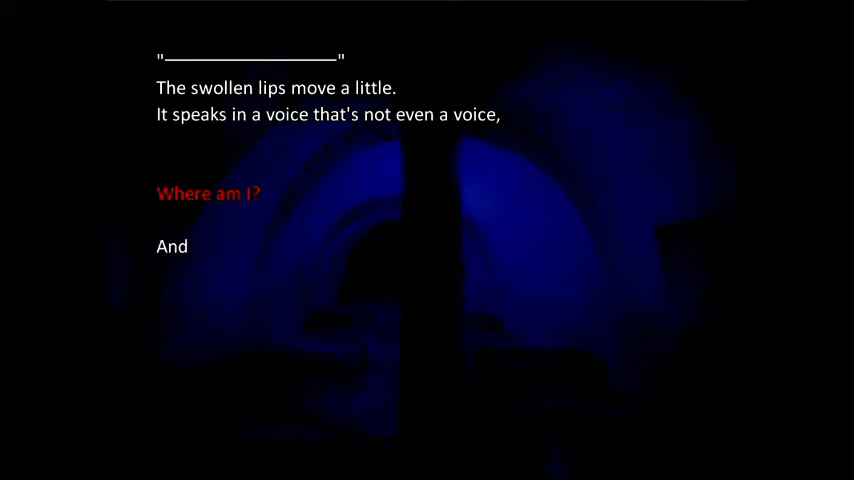 "――――――――――"
The swollen lips move a little.
It speaks in a voice that's not even a voice,
Where am I?
And